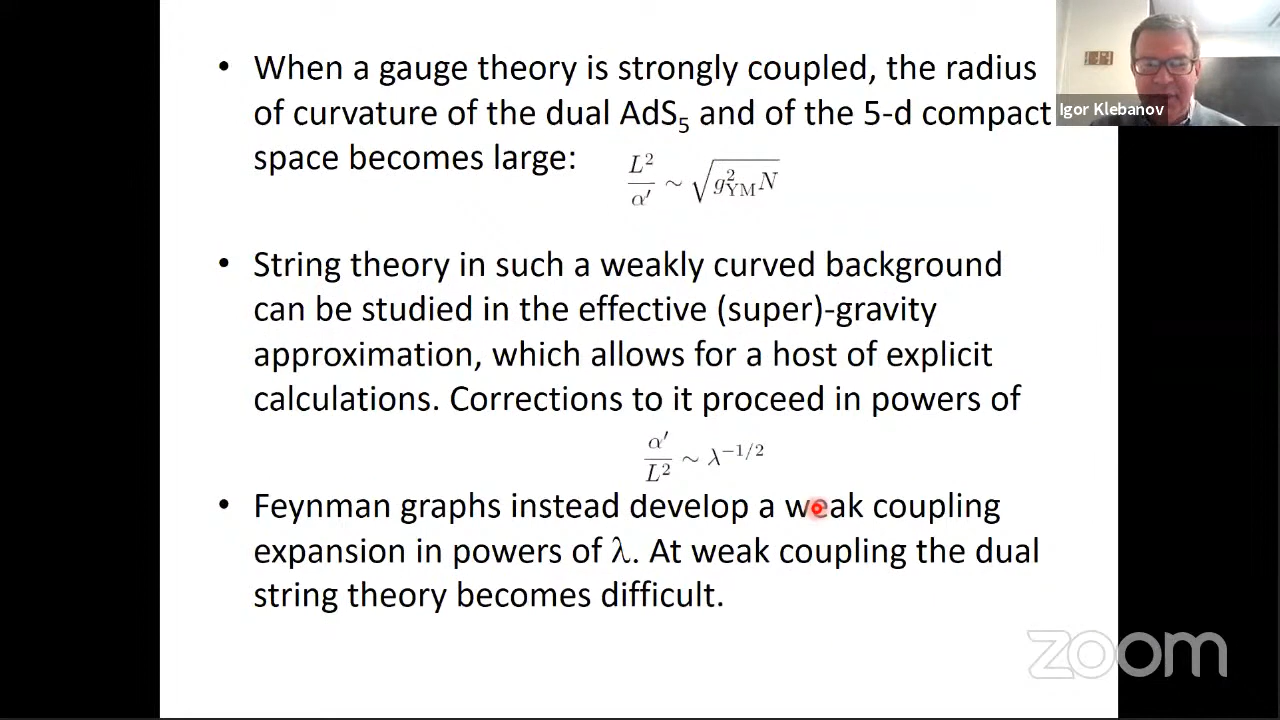 • When a gauge theory is strongly coupled, the radius
of curvature of the dual AdS₅ and of the 5-d compact
space becomes large: L²/α′ ∼ √(g²_YM N)
• String theory in such a weakly curved background
can be studied in the effective (super)-gravity
approximation, which allows for a host of explicit
calculations. Corrections to it proceed in powers of
α′/L² ∼ λ^(−1/2)
• Feynman graphs instead develop a weak coupling
expansion in powers of λ. At weak coupling the dual
string theory becomes difficult.
Igor Klebanov
zoom